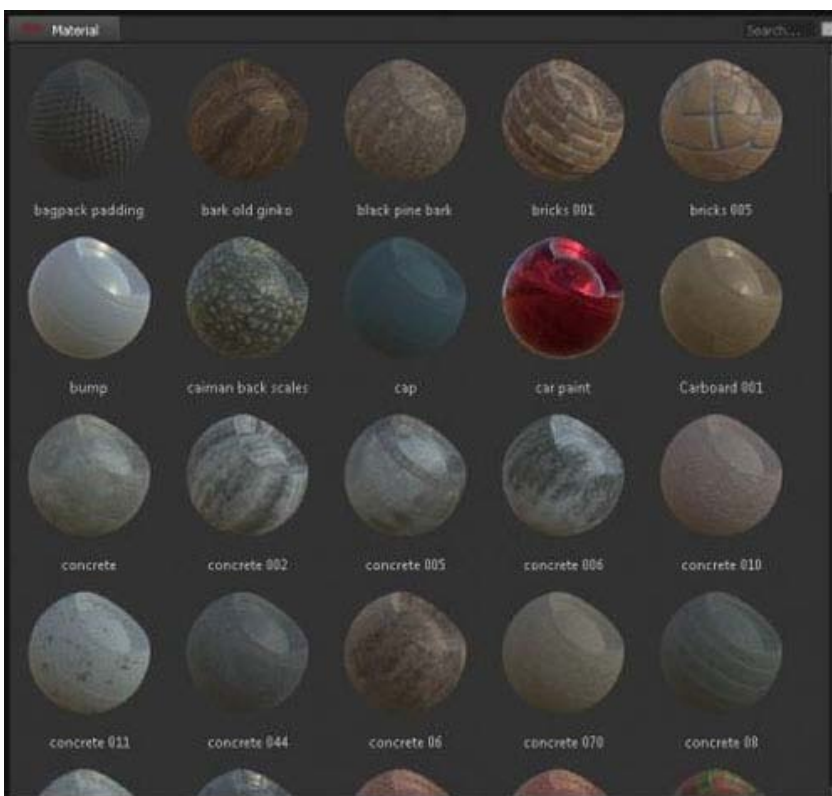 Material
Search...
bagpack padding
bark old ginko
black pine bark
bricks 001
bricks 005
bump
caiman back scales
cap
car paint
Carboard 001
concrete
concrete 002
concrete 005
concrete 006
concrete 010
concrete 011
concrete 044
concrete 06
concrete 070
concrete 08